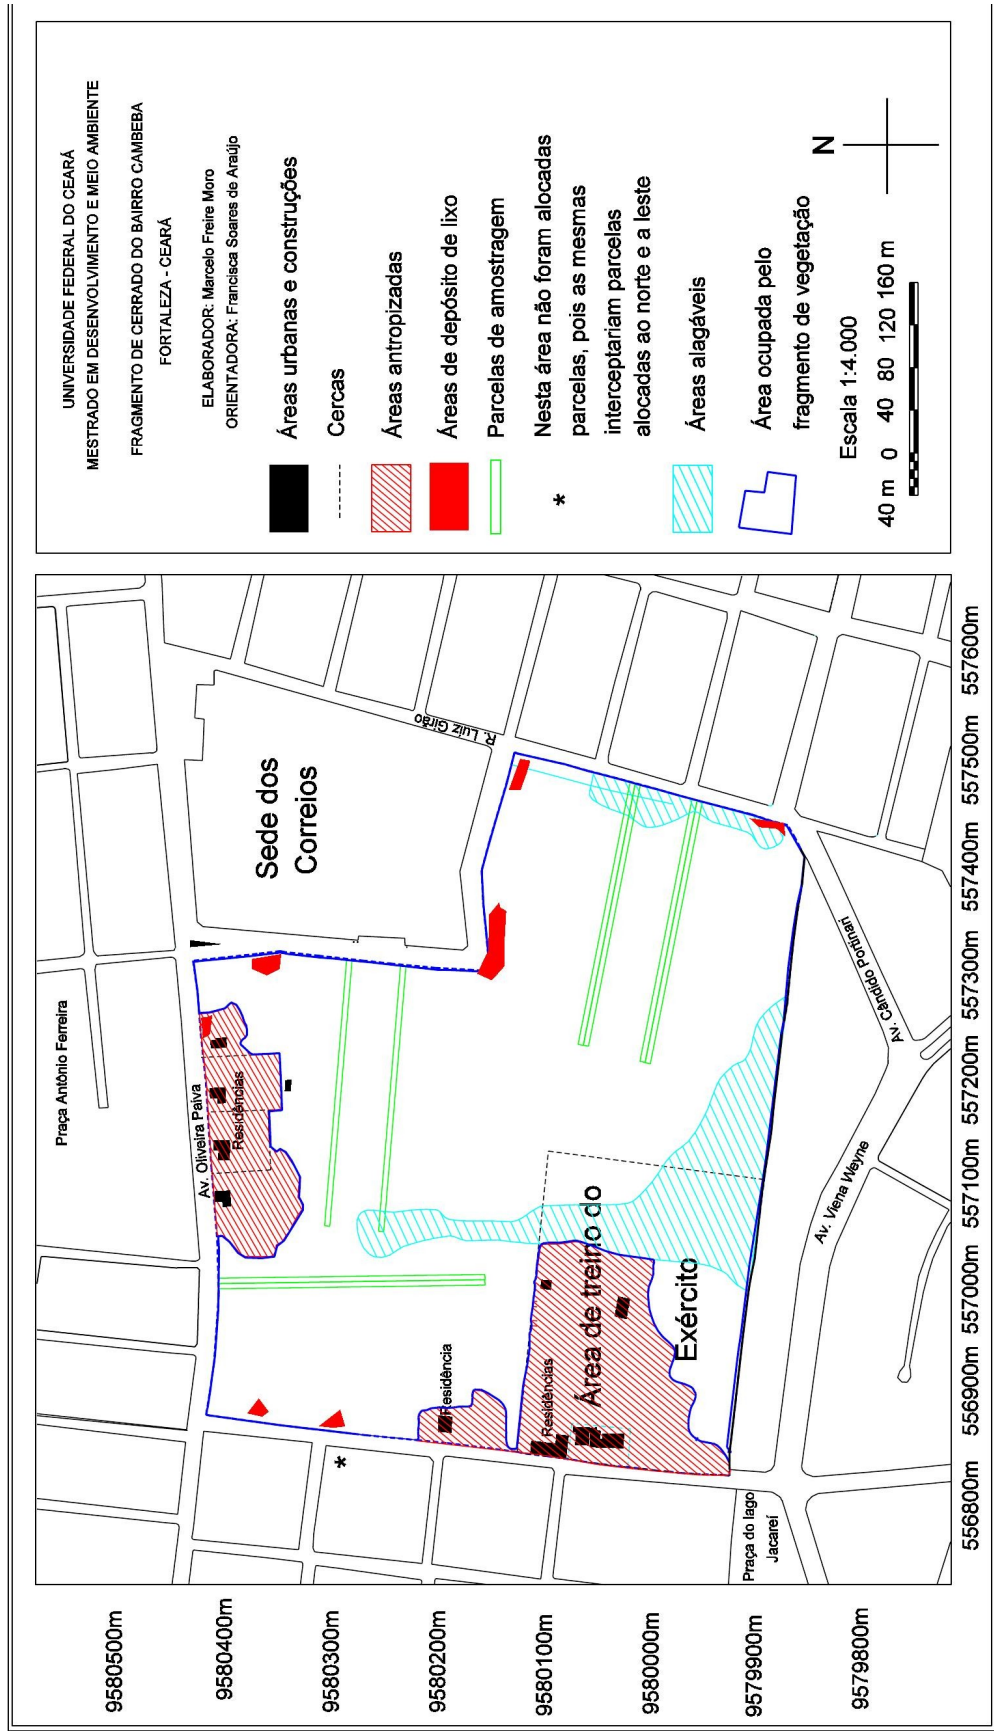 UNIVERSIDADE FEDERAL DO CEARÁ
MESTRADO EM DESENVOLVIMENTO E MEIO AMBIENTE
FRAGMENTO DE CERRADO DO BAIRRO CAMBEBA
FORTALEZA - CEARÁ
ELABORADOR: Marcelo Freire Moro
ORIENTADORA: Francisca Soares de Araújo
Áreas urbanas e construções
Cercas
Áreas antropizadas
Áreas de depósito de lixo
Parcelas de amostragem
* Nesta área não foram alocadas
parcelas, pois as mesmas
interceptariam parcelas
alocadas ao norte e a leste
Áreas alagáveis
Área ocupada pelo
fragmento de vegetação
Escala 1:4.000
40 m 0 40 80 120 160 m
N
Praça Antônio Ferreira
Av. Oliveira Paiva
Residências
Sede dos
Correios
R. Luiz Girão
*
Residência
Residências
Área de treino do
Exército
Av. Cândido Portinari
Av. Viena Weyne
Praça do lago
Jacareí
9580500m
9580400m
9580300m
9580200m
9580100m
9580000m
9579900m
9579800m
556800m
556900m
557000m
557100m
557200m
557300m
557400m
557500m
557600m